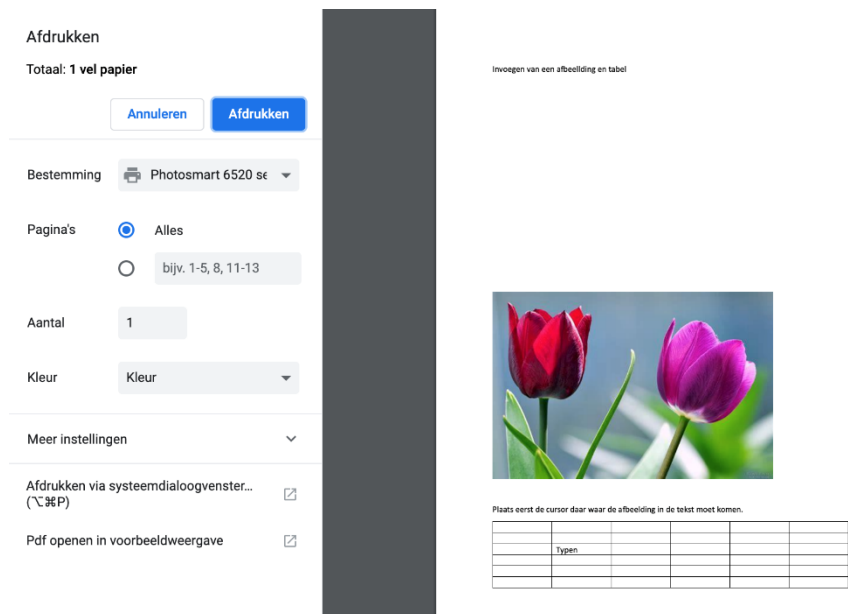 Afdrukken
Totaal: 1 vel papier
Annuleren
Afdrukken
Bestemming
Photosmart 6520 se
Pagina's
Alles
bijv. 1-5, 8, 11-13
Aantal
1
Kleur
Kleur
Meer instellingen
Afdrukken via systeemdialoogvenster...
(⌥⌘P)
Pdf openen in voorbeeldweergave
Invoegen van een afbeelding en tabel
Plaats eerst de cursor daar waar de afbeelding in de tekst moet komen.
Typen